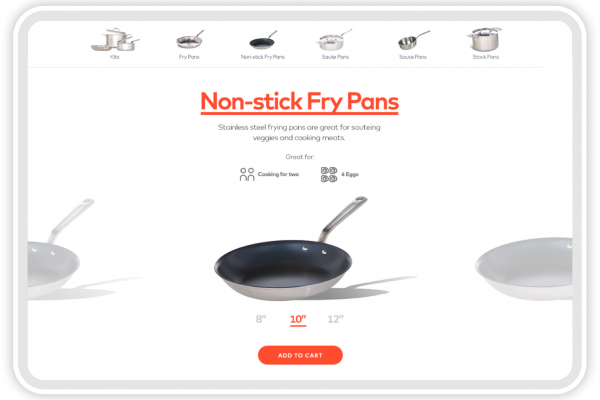 Kits
Fry Pans
Non-stick Fry Pans
Saute Pans
Sauce Pans
Stock Pans
Non-stick Fry Pans
Stainless steel frying pans are great for sauteing
veggies and cooking meats.
Great for:
Cooking for two
4 Eggs
8"
10"
12"
ADD TO CART